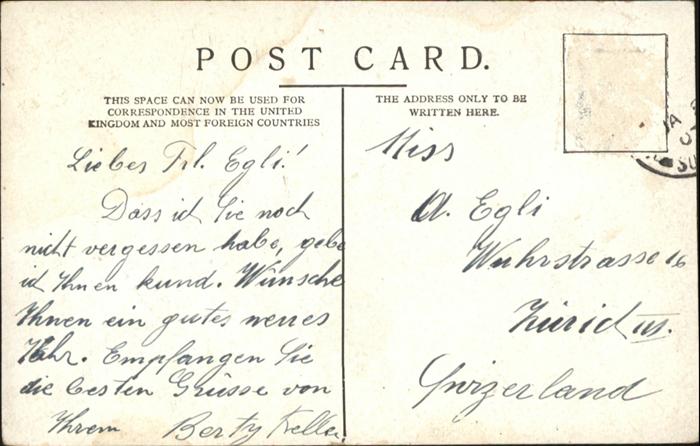 POST CARD.
THIS SPACE CAN NOW BE USED FOR
CORRESPONDENCE IN THE UNITED
KINGDOM AND MOST FOREIGN COUNTRIES
Liebes Frl. Egli!
Dass ich Sie noch
nicht vergessen habe, gebe
ich Ihnen kund. Wünsche
Ihnen ein gutes neues
Jahr. Empfangen Sie
die besten Grüsse von
Ihrem Berty Keller
THE ADDRESS ONLY TO BE
WRITTEN HERE.
Miss
A. Egli
Wuhrstrasse 16
Zürich III.
Swizerland